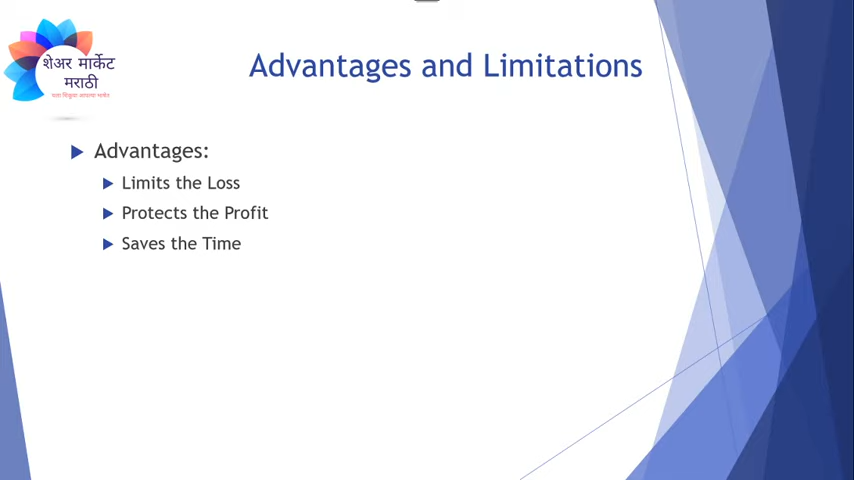 शेअर मार्केट
मराठी
Advantages and Limitations
Advantages:
Limits the Loss
Protects the Profit
Saves the Time